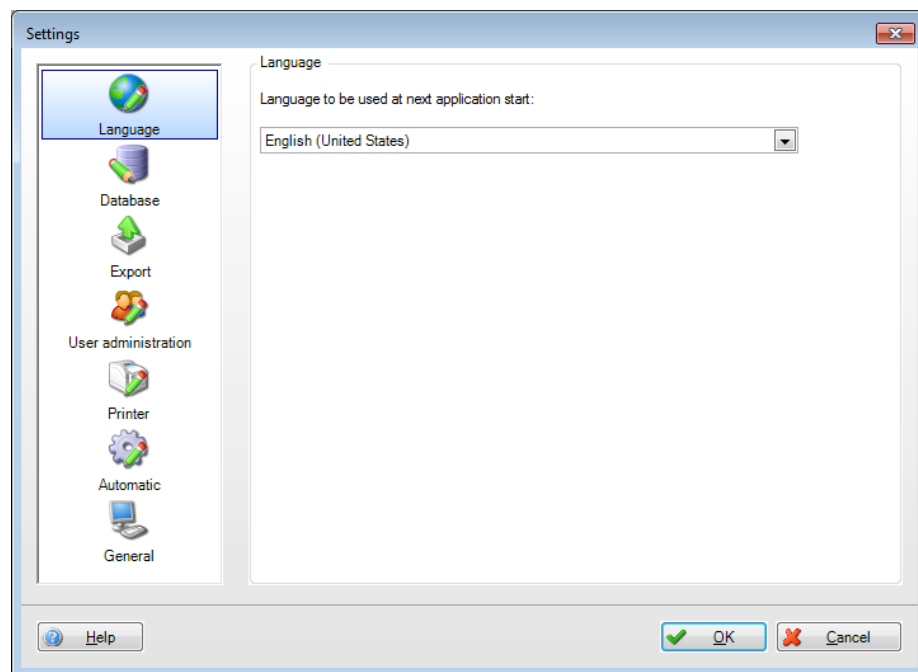 Settings
Language
Database
Export
User administration
Printer
Automatic
General
Language
Language to be used at next application start:
English (United States)
Help
OK
Cancel